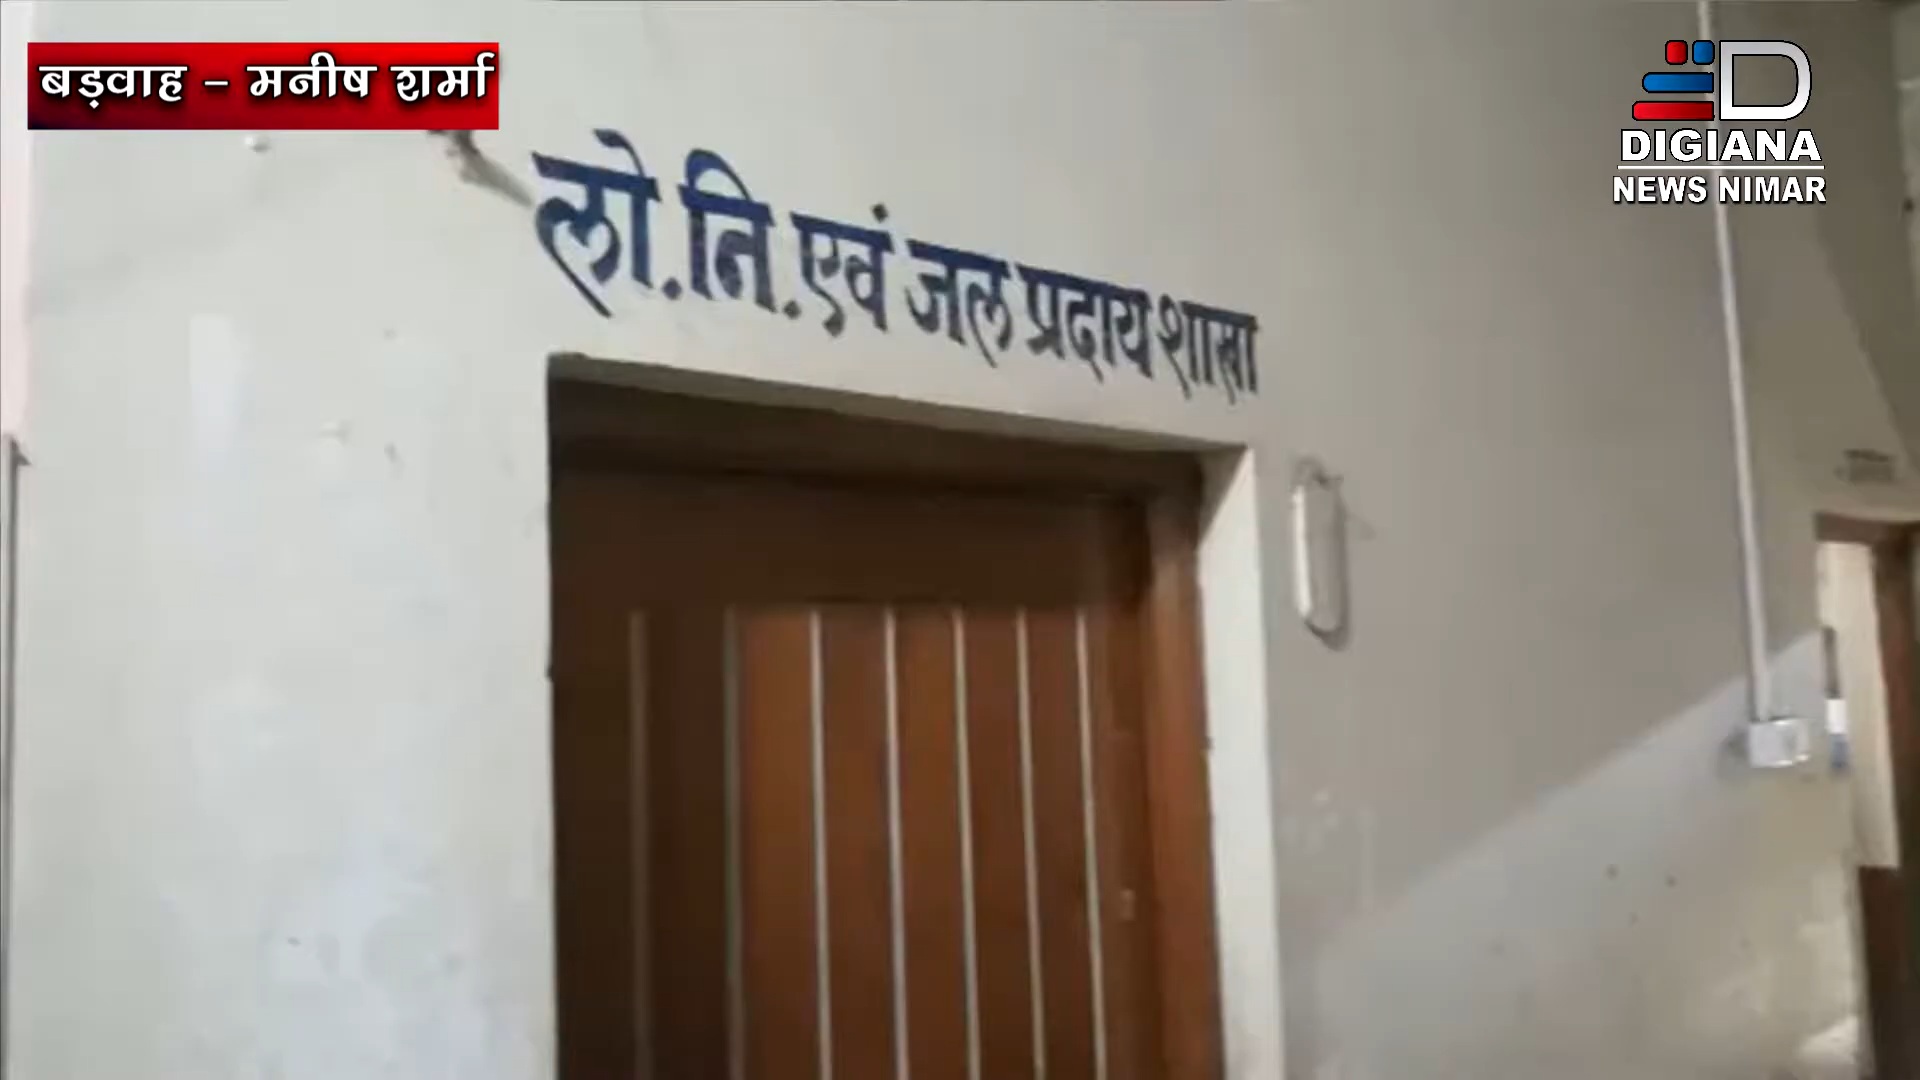 बड़वाह - मनीष शर्मा
DIGIANA
NEWS NIMAR
लो.नि.एवं जल प्रदाय शाखा